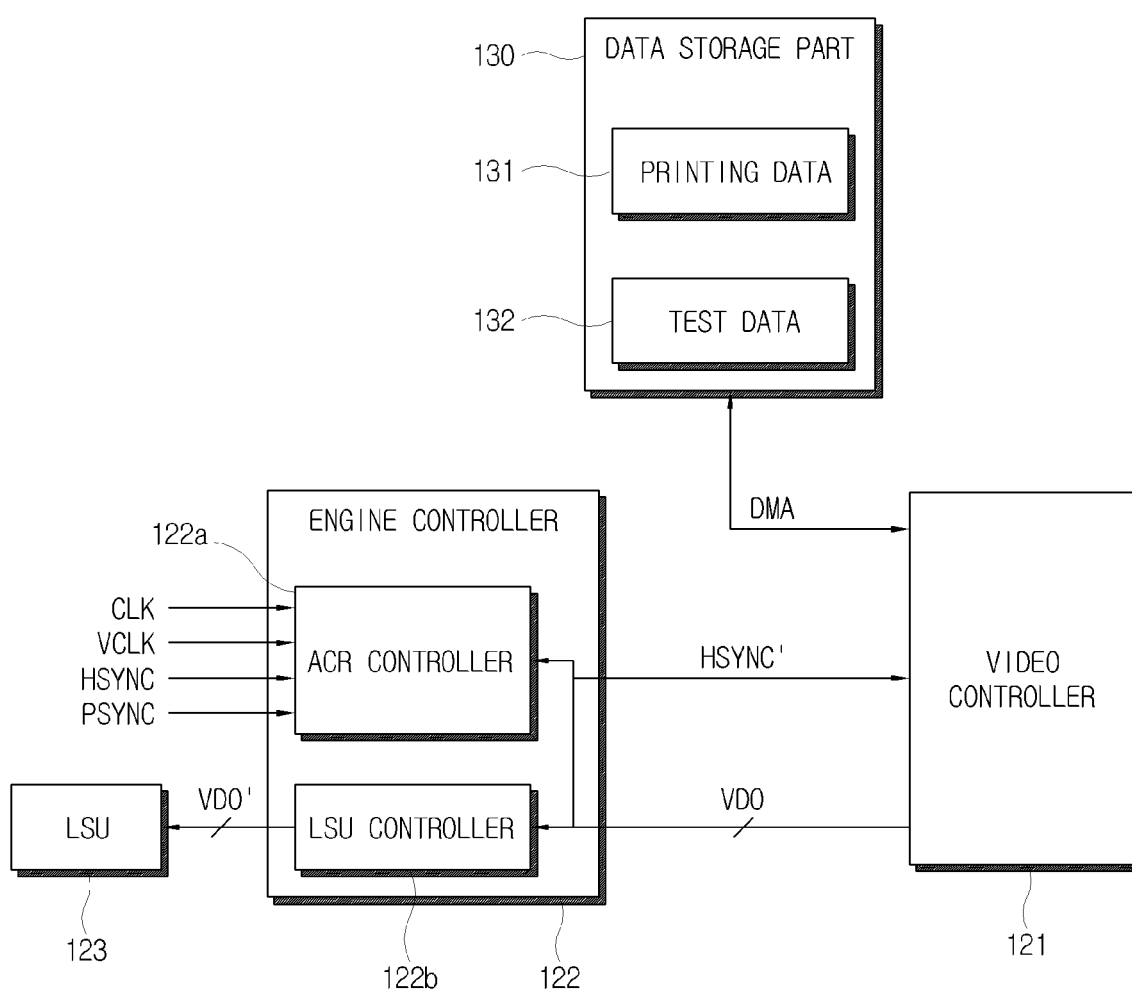 DATA STORAGE PART
130
131
PRINTING DATA
132
TEST DATA
DMA
ENGINE CONTROLLER
122a
CLK
VCLK
HSYNC
PSYNC
ACR CONTROLLER
HSYNC'
VIDEO
CONTROLLER
LSU
VDO'
LSU CONTROLLER
VDO
123
122b
122
121